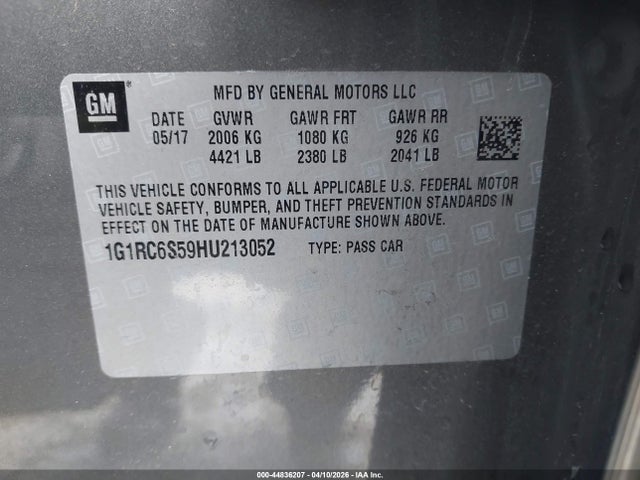 GM
MFD BY GENERAL MOTORS LLC
DATE GVWR GAWR FRT GAWR RR
05/17 2006 KG 1080 KG 926 KG
4421 LB 2380 LB 2041 LB
THIS VEHICLE CONFORMS TO ALL APPLICABLE U.S. FEDERAL MOTOR
VEHICLE SAFETY, BUMPER, AND THEFT PREVENTION STANDARDS IN
EFFECT ON THE DATE OF MANUFACTURE SHOWN ABOVE.
1G1RC6S59HU213052 TYPE: PASS CAR
000-44836207 - 04/10/2026 - IAA Inc.